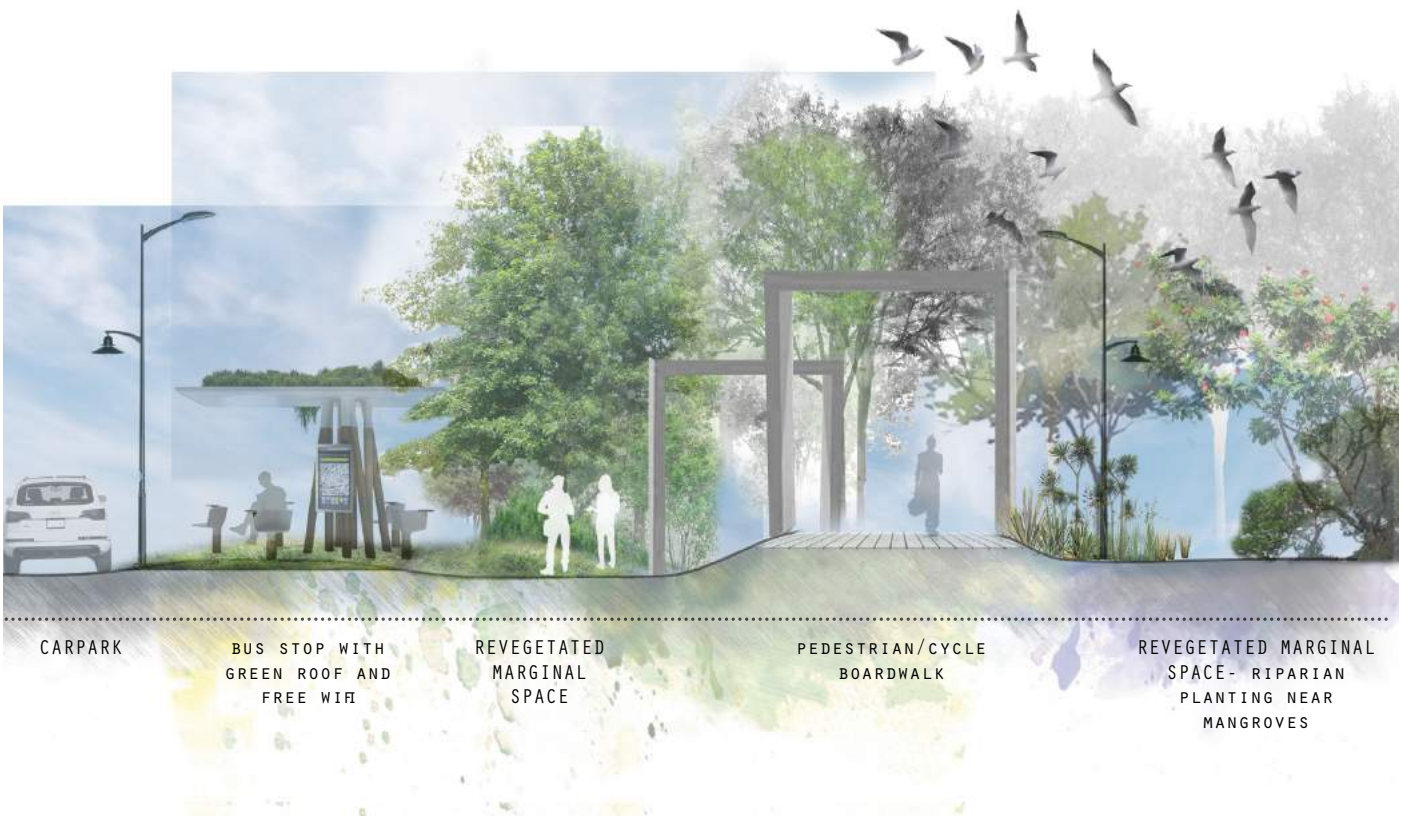 CARPARK
BUS STOP WITH
GREEN ROOF AND
FREE WIFI
REVEGETATED
MARGINAL
SPACE
PEDESTRIAN/CYCLE
BOARDWALK
REVEGETATED MARGINAL
SPACE- RIPARIAN
PLANTING NEAR
MANGROVES